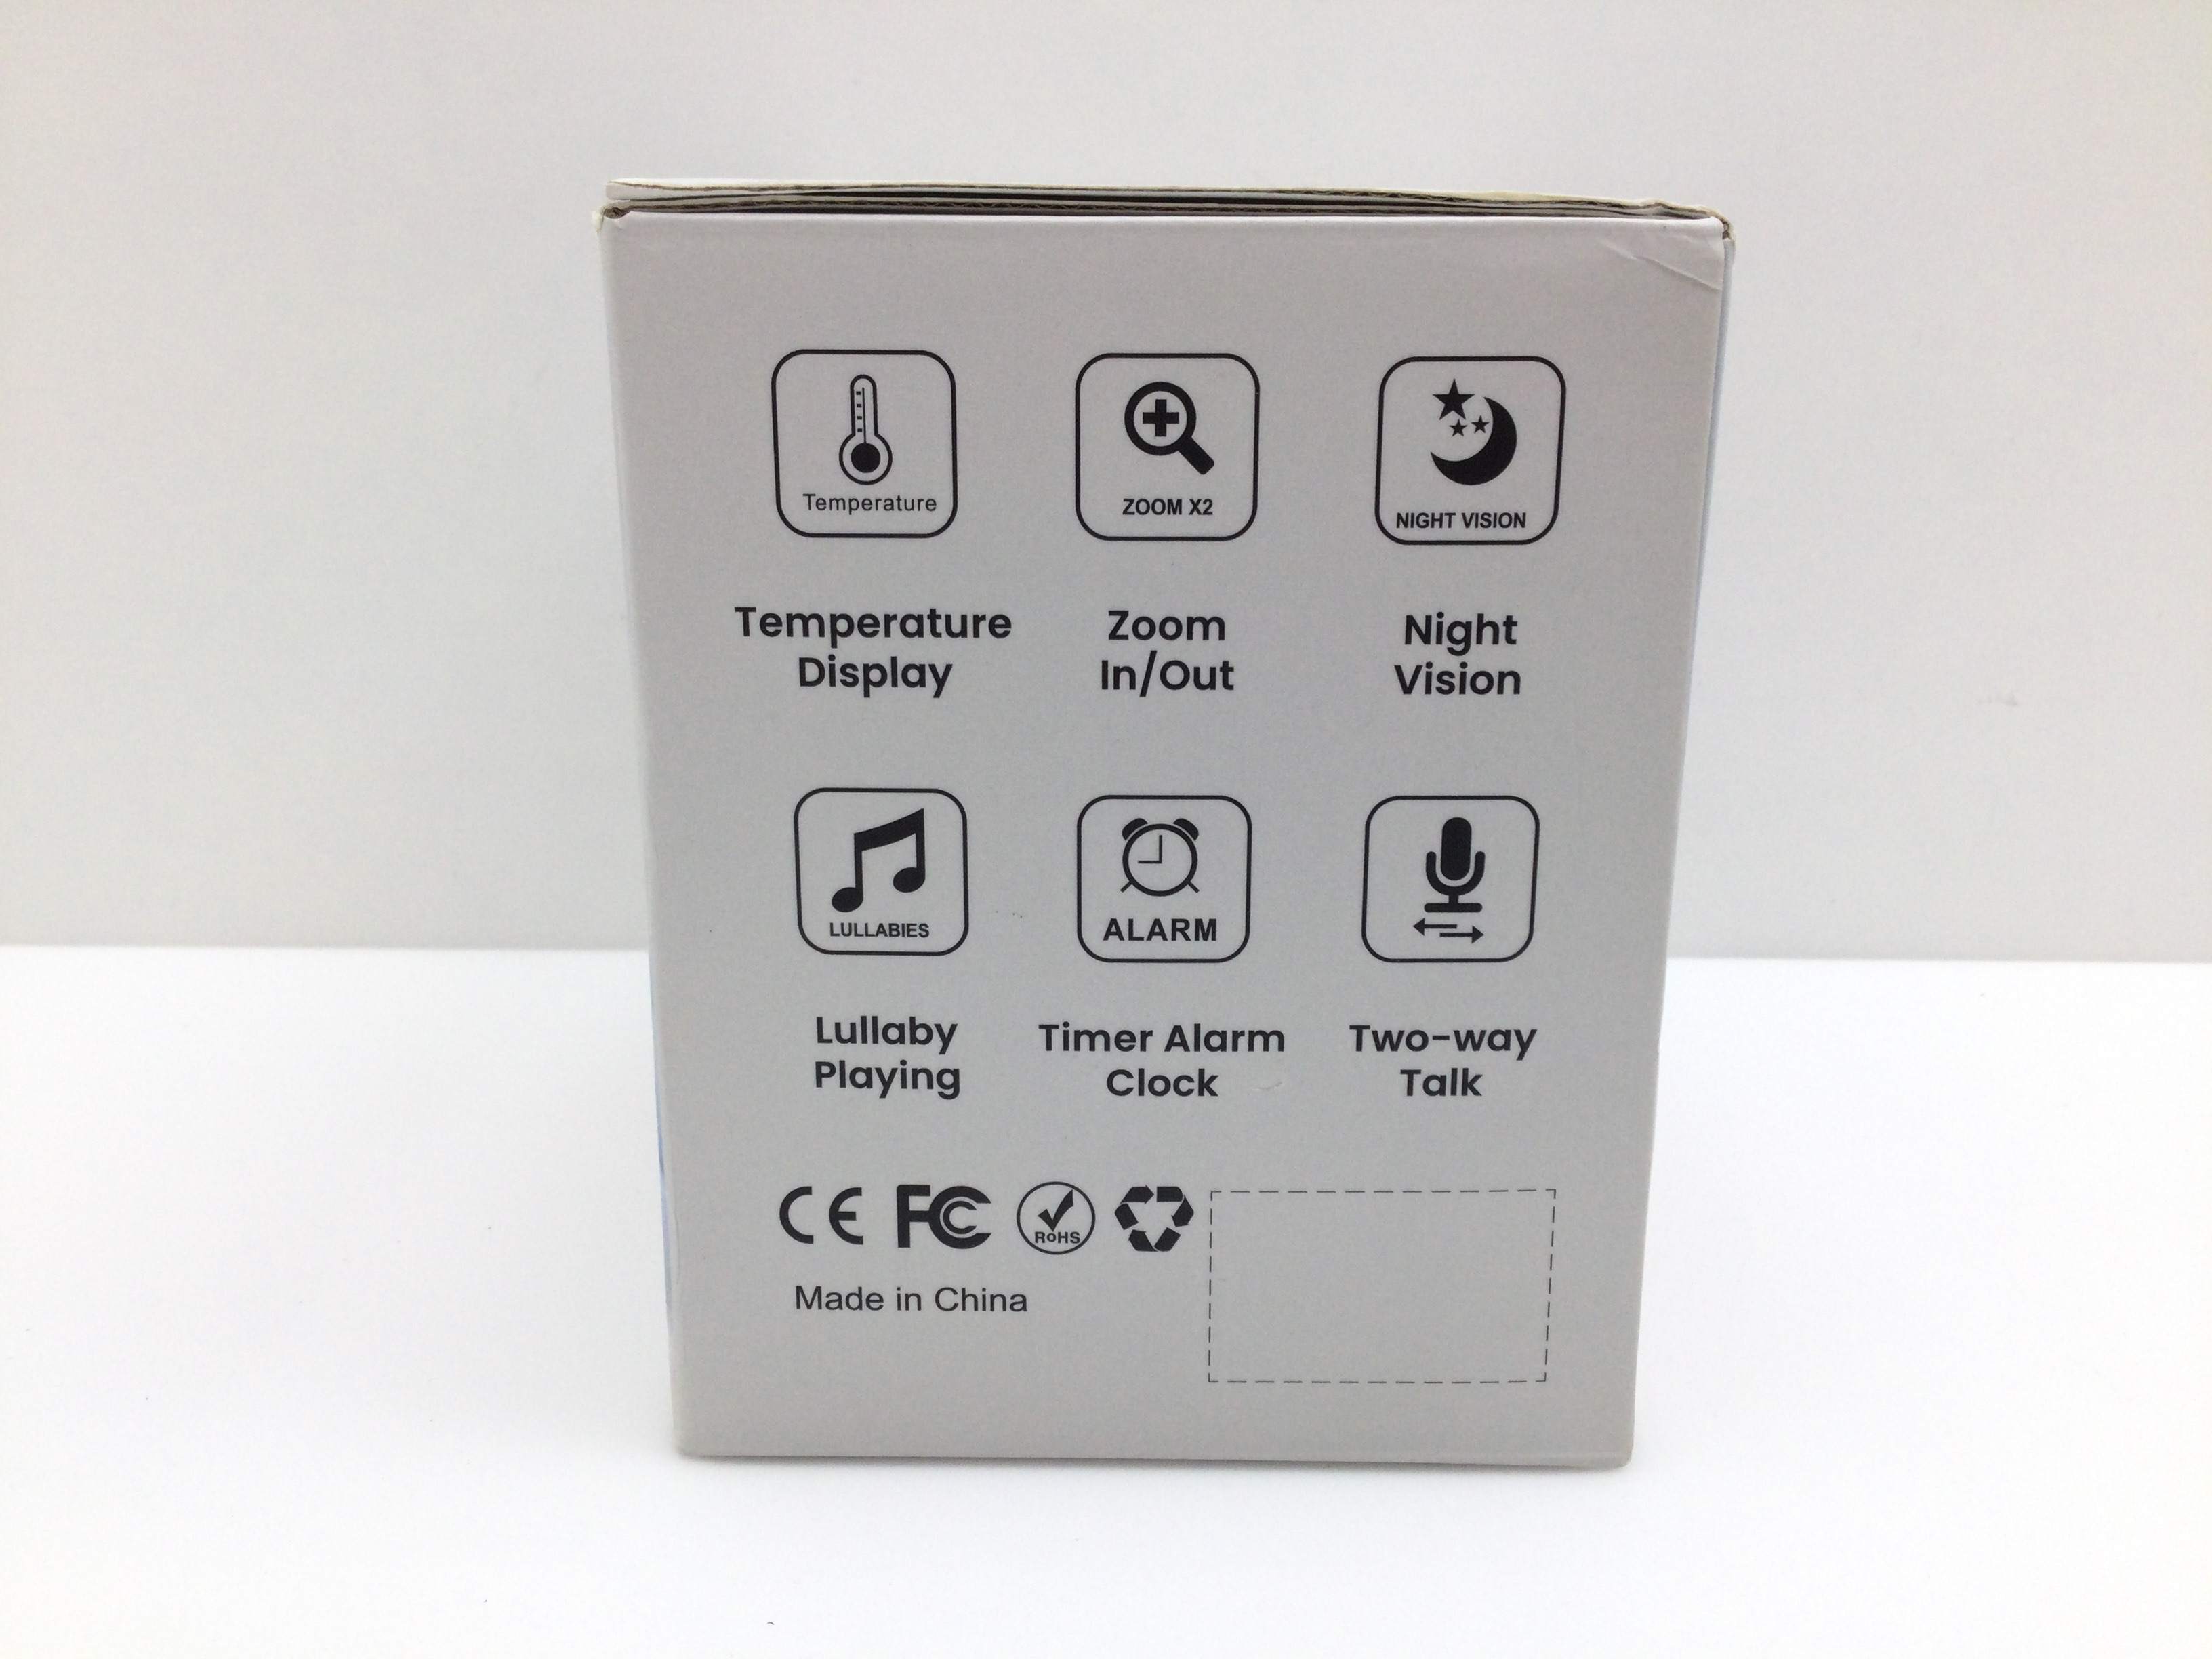 Temperature
ZOOM X2
NIGHT VISION
Temperature
Display
Zoom
In/Out
Night
Vision
LULLABIES
ALARM
Lullaby
Playing
Timer Alarm
Clock
Two-way
Talk
CE FC RoHS
Made in China